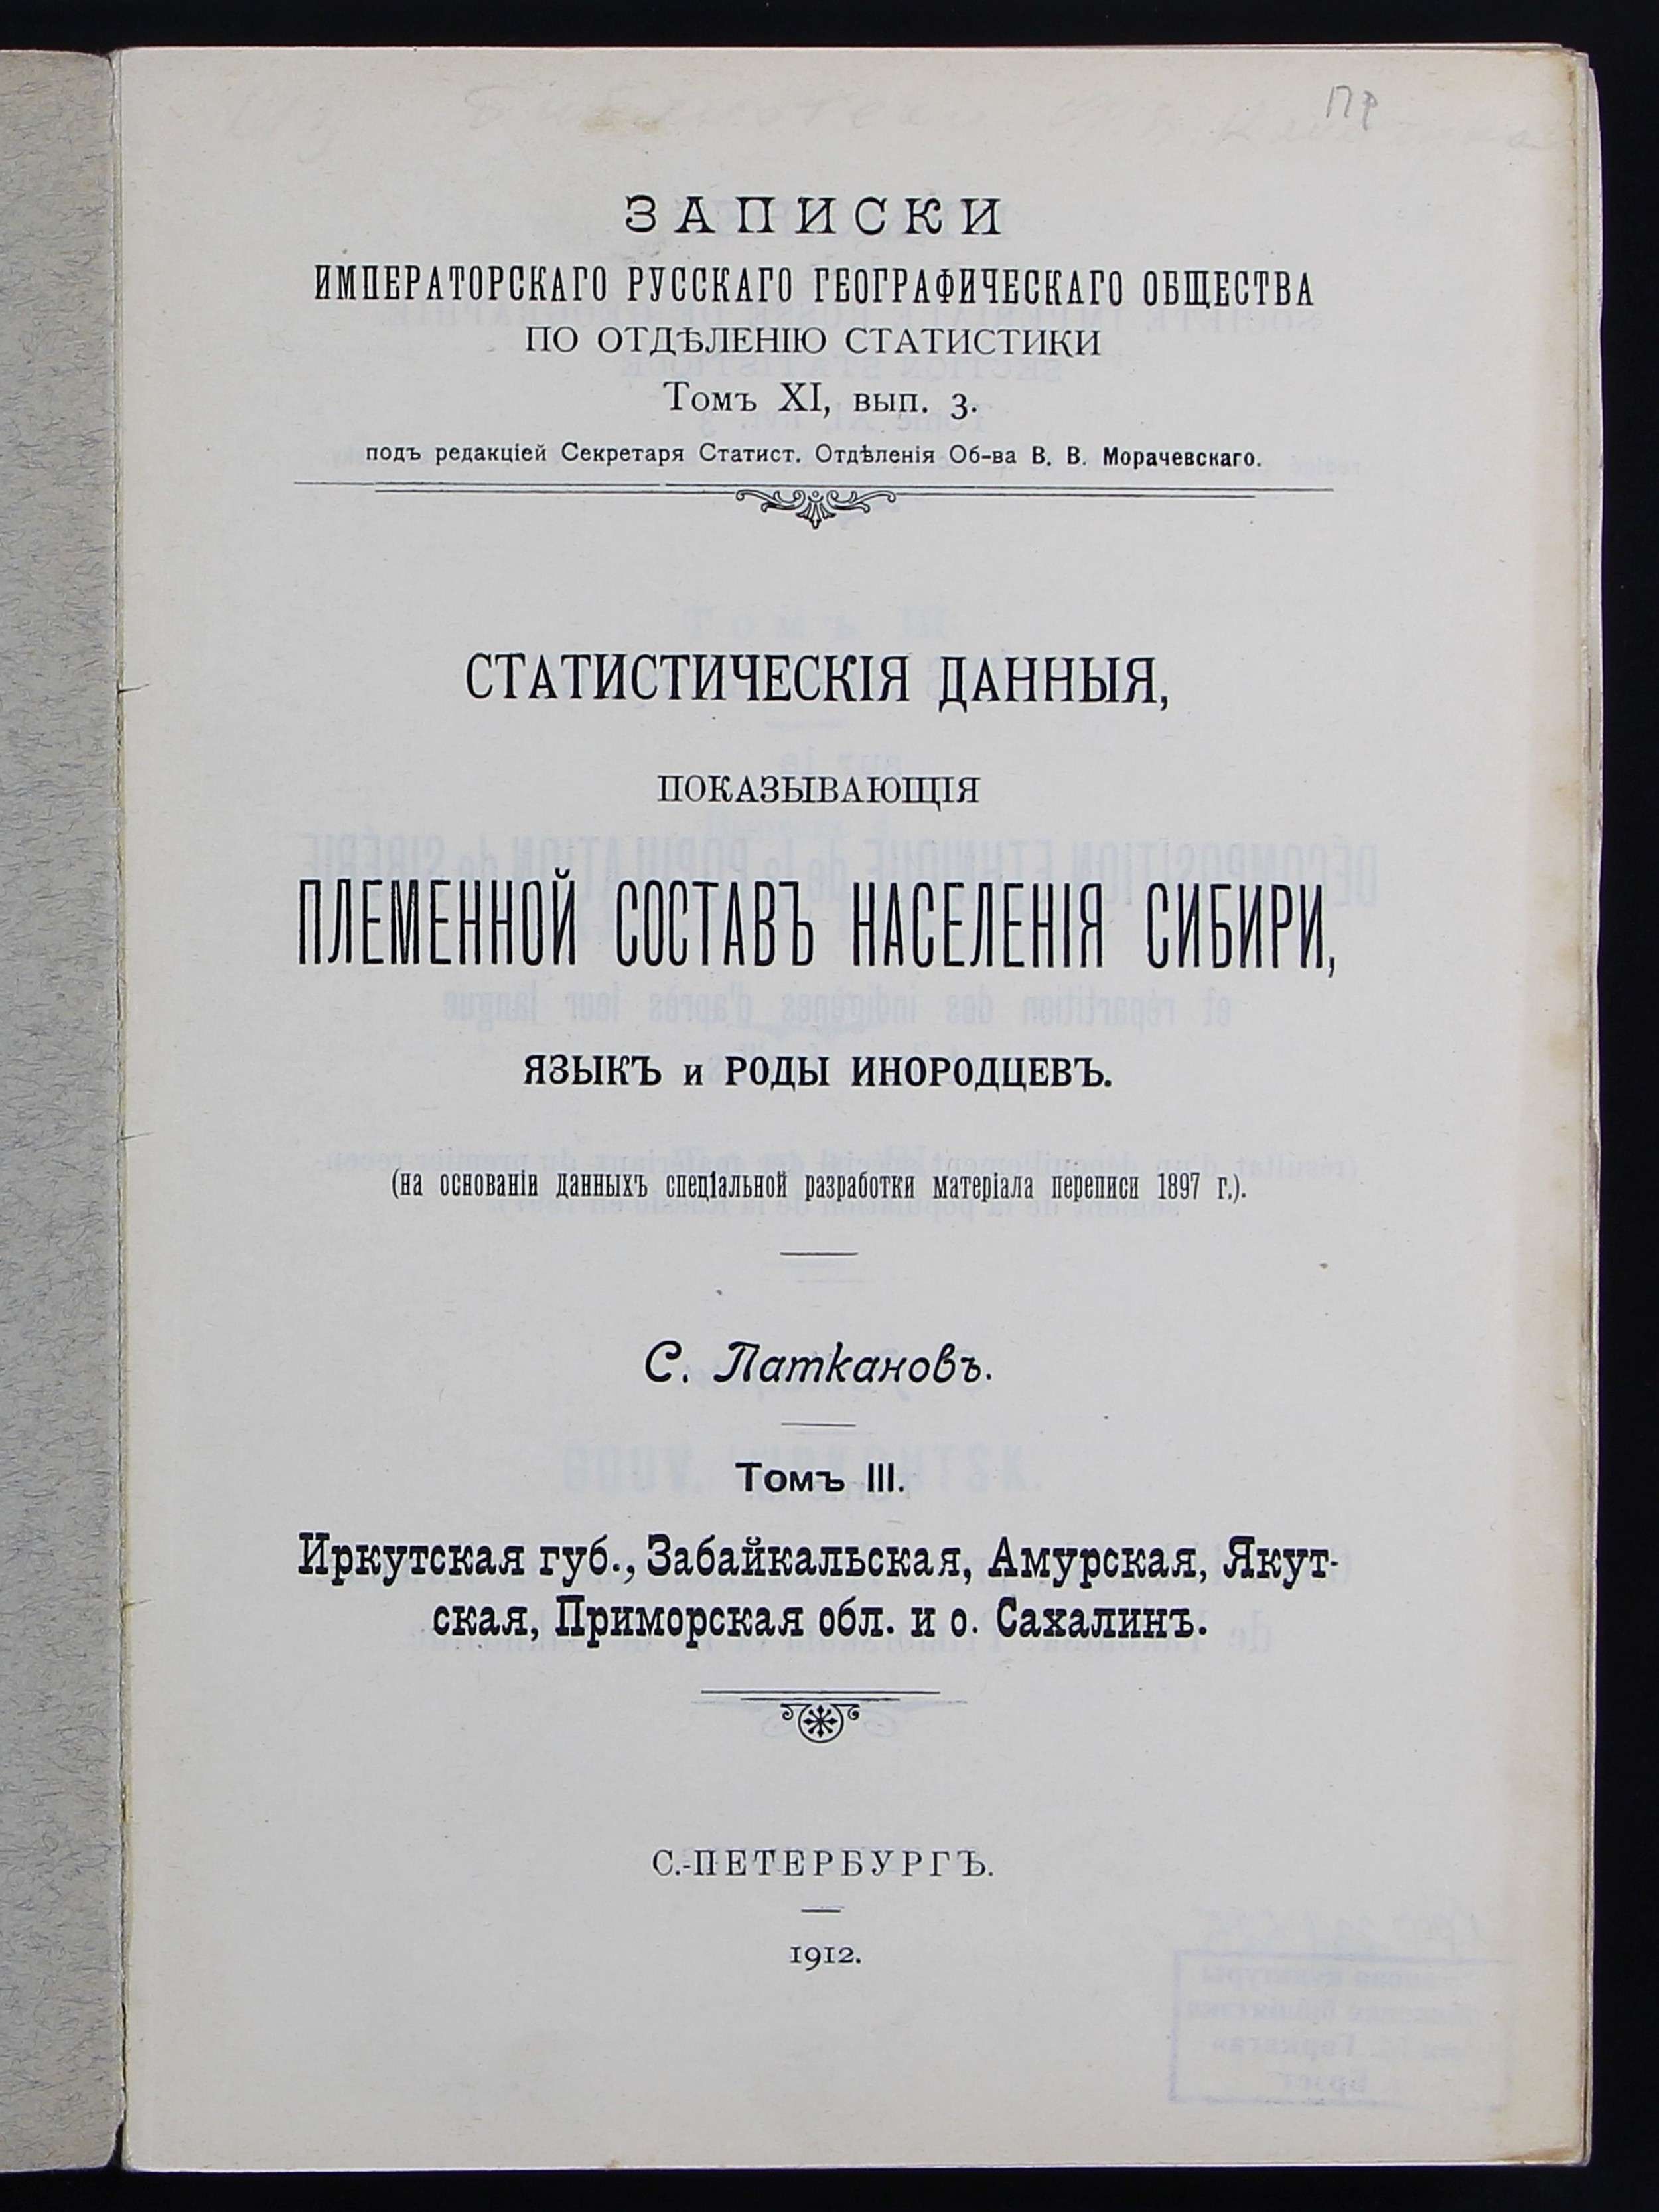 Пр
ЗАПИСКИ
ИМПЕРАТОРСКАГО РУССКАГО ГЕОГРАФИЧЕСКАГО ОБЩЕСТВА
ПО ОТДѢЛЕНІЮ СТАТИСТИКИ
Томъ XI, вып. 3.
подъ редакціей Секретаря Статист. Отдѣленія Об-ва В. В. Морачевскаго.
СТАТИСТИЧЕСКІЯ ДАННЫЯ,
ПОКАЗЫВАЮЩІЯ
ПЛЕМЕННОЙ СОСТАВЪ НАСЕЛЕНІЯ СИБИРИ,
ЯЗЫКЪ и РОДЫ ИНОРОДЦЕВЪ.
(на основаніи данныхъ спеціальной разработки матеріала переписи 1897 г.).
С. Паткановъ.
Томъ III.
Иркутская губ., Забайкальская, Амурская, Якут-
ская, Приморская обл. и о. Сахалинъ.
С.-ПЕТЕРБУРГЪ.
1912.